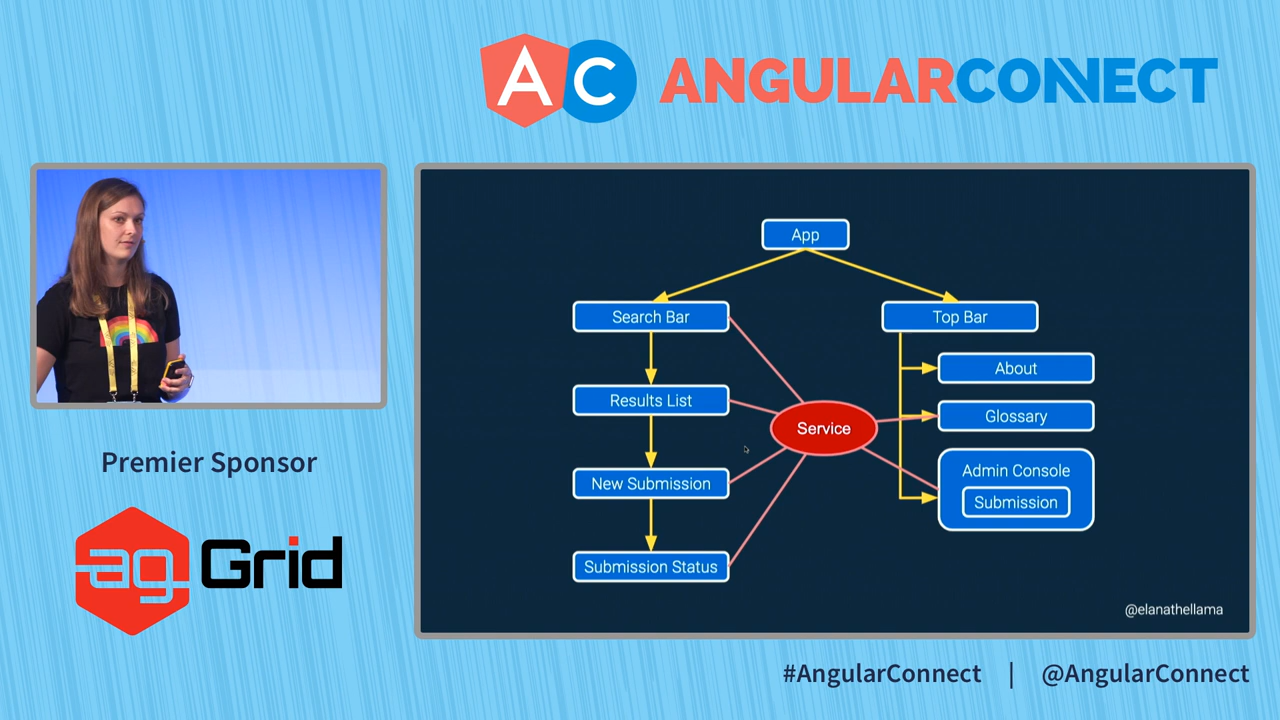 AC ANGULARCONNECT
App
Search Bar
Top Bar
About
Results List
Glossary
Service
Admin Console
New Submission
Submission
Submission Status
@elanathellama
Premier Sponsor
ag Grid
#AngularConnect | @AngularConnect